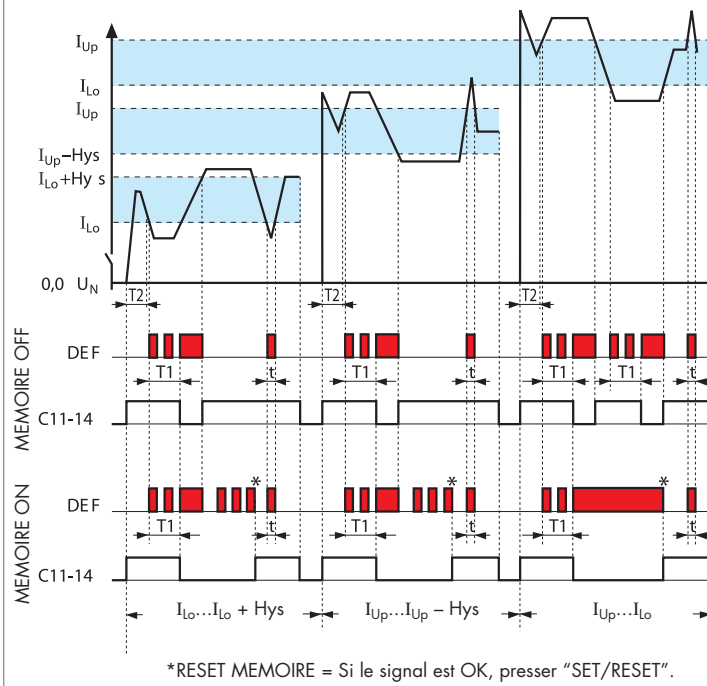 I_Up
I_Lo
I_Up
I_Up–Hys
I_Lo+Hy s
I_Lo
0,0 U_N
T2 T2 T2
MEMOIRE OFF
DEF
T1 t T1 t T1 T1 t
C11-14
MEMOIRE ON
* * *
DEF
T1 t T1 t T1 t
C11-14
I_Lo...I_Lo + Hys I_Up...I_Up – Hys I_Up...I_Lo
*RESET MEMOIRE = Si le signal est OK, presser “SET/RESET”.